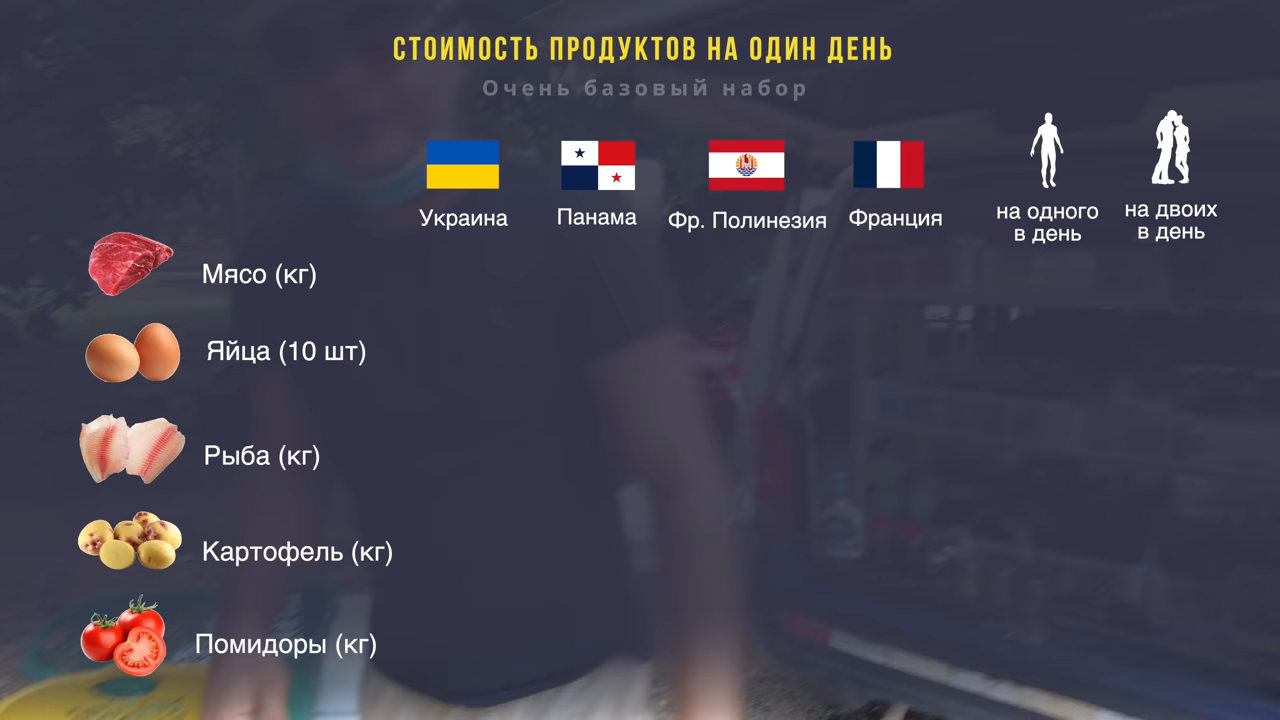 СТОИМОСТЬ ПРОДУКТОВ НА ОДИН ДЕНЬ
Очень базовый набор
Украина
Панама
Фр. Полинезия
Франция
на одного
в день
на двоих
в день
Мясо (кг)
Яйца (10 шт)
Рыба (кг)
Картофель (кг)
Помидоры (кг)